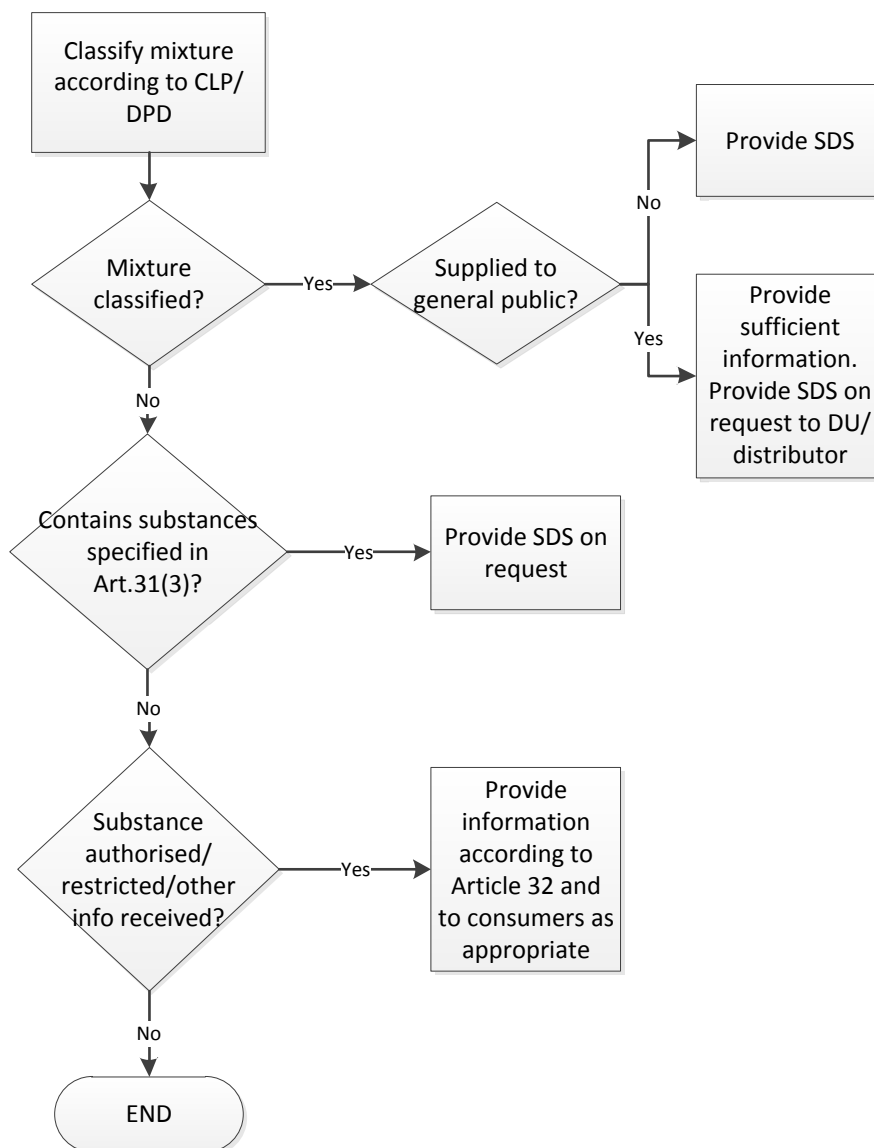 Classify mixture
according to CLP/
DPD
Provide SDS
No
Mixture
classified?
Yes
Supplied to
general public?
Yes
Provide
sufficient
information.
Provide SDS on
request to DU/
distributor
No
Contains substances
specified in
Art.31(3)?
Yes
Provide SDS on
request
No
Substance
authorised/
restricted/other
info received?
Yes
Provide
information
according to
Article 32 and
to consumers as
appropriate
No
END